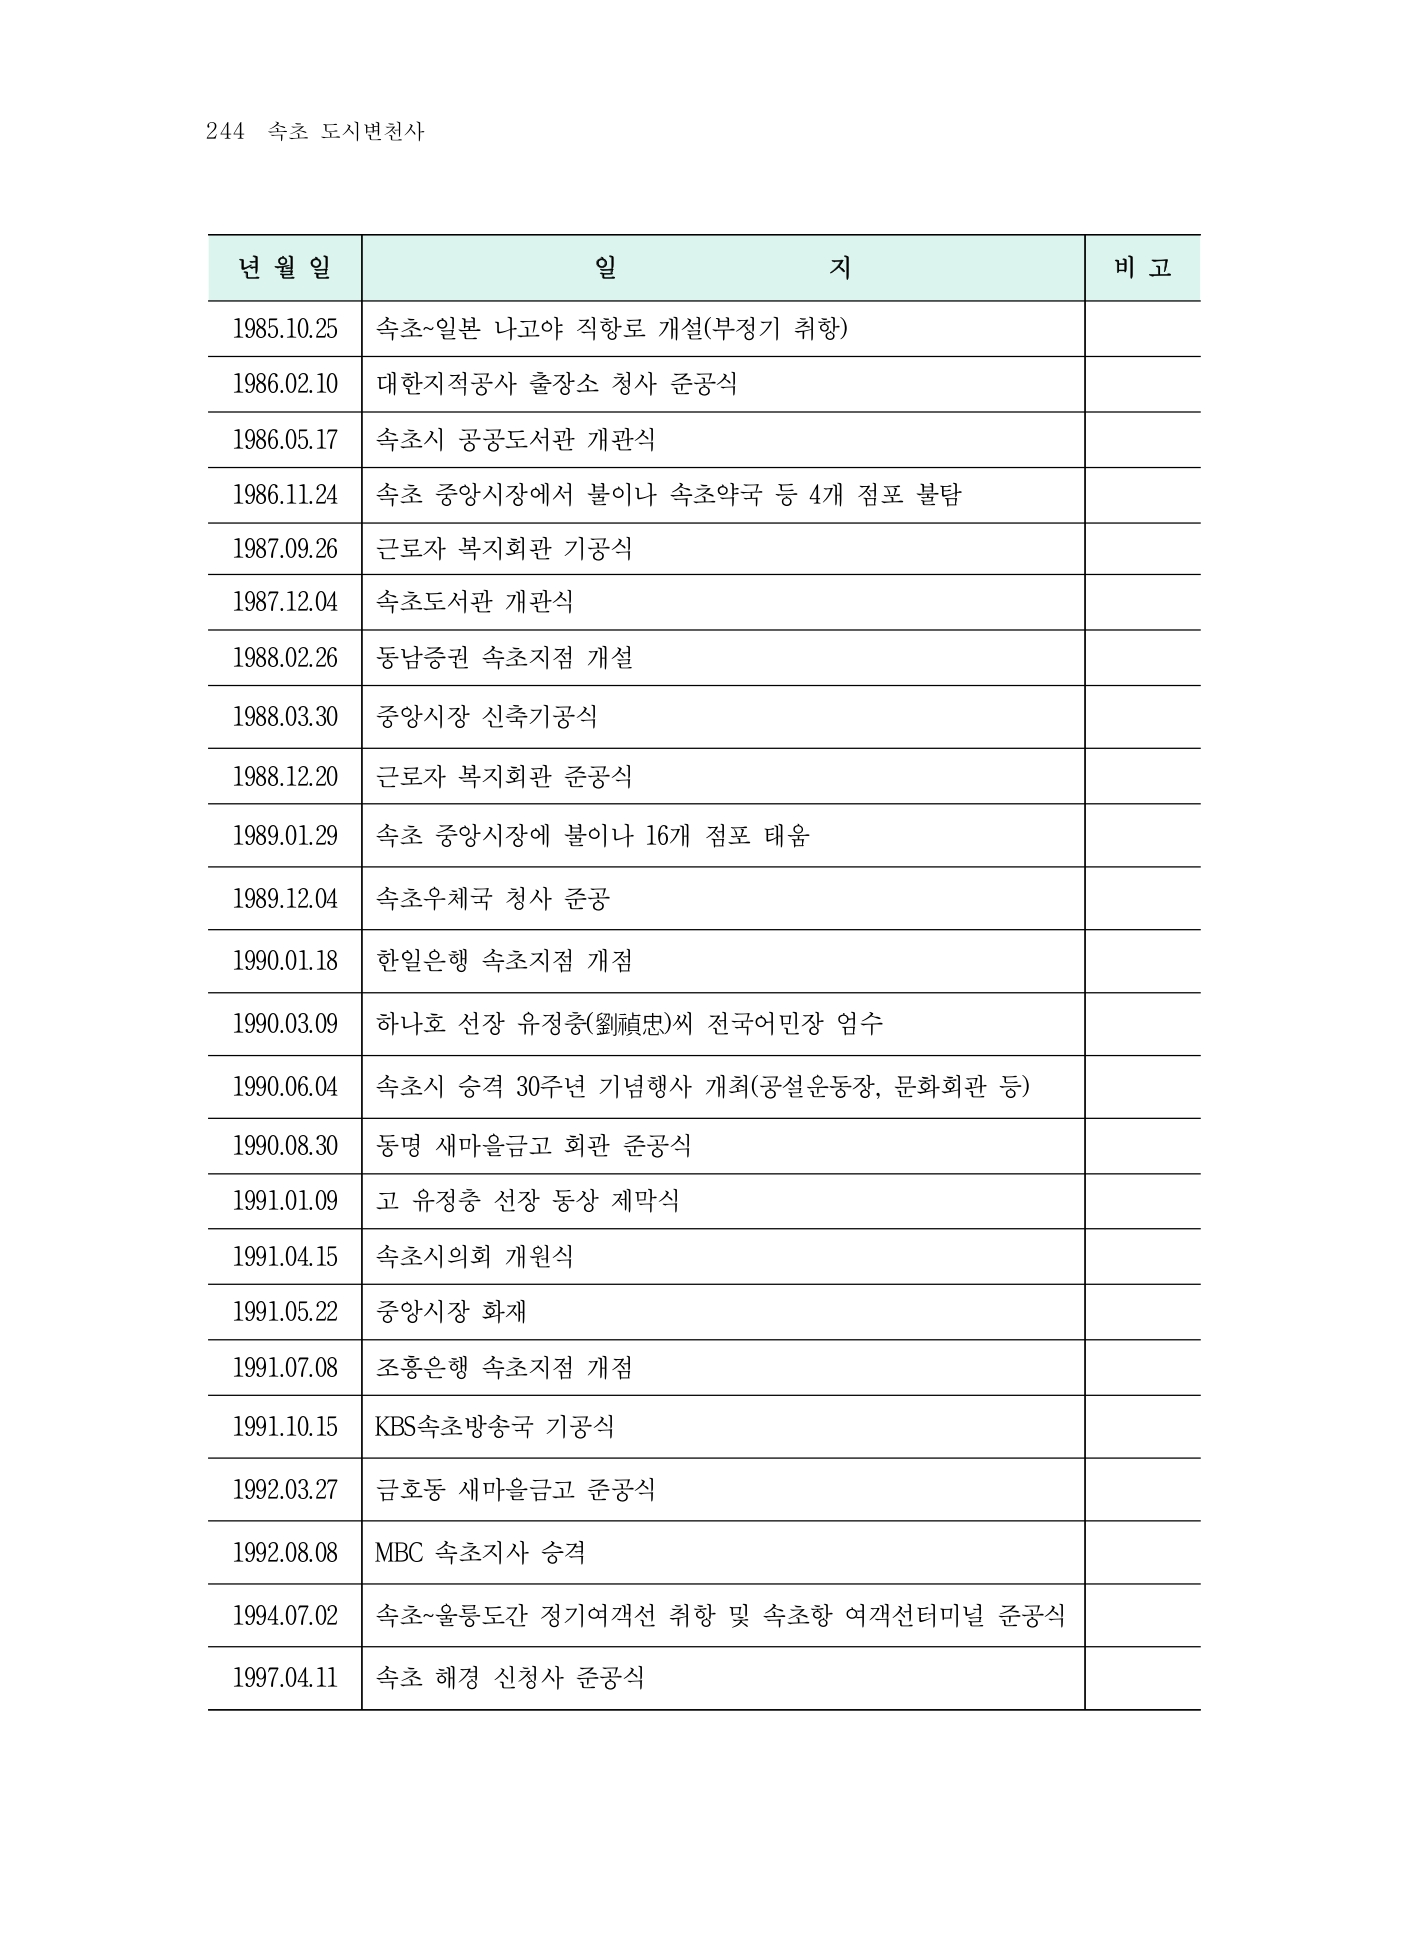 244 속초 도시변천사
년 월 일 일 지 비 고
1985.10.25 속초~일본 나고야 직항로 개설(부정기 취항)
1986.02.10 대한지적공사 출장소 청사 준공식
1986.05.17 속초시 공공도서관 개관식
1986.11.24 속초 중앙시장에서 불이나 속초약국 등 4개 점포 불탐
1987.09.26 근로자 복지회관 기공식
1987.12.04 속초도서관 개관식
1988.02.26 동남증권 속초지점 개설
1988.03.30 중앙시장 신축기공식
1988.12.20 근로자 복지회관 준공식
1989.01.29 속초 중앙시장에 불이나 16개 점포 태움
1989.12.04 속초우체국 청사 준공
1990.01.18 한일은행 속초지점 개점
1990.03.09 하나호 선장 유정충(劉禎忠)씨 전국어민장 엄수
1990.06.04 속초시 승격 30주년 기념행사 개최(공설운동장, 문화회관 등)
1990.08.30 동명 새마을금고 회관 준공식
1991.01.09 고 유정충 선장 동상 제막식
1991.04.15 속초시의회 개원식
1991.05.22 중앙시장 화재
1991.07.08 조흥은행 속초지점 개점
1991.10.15 KBS속초방송국 기공식
1992.03.27 금호동 새마을금고 준공식
1992.08.08 MBC 속초지사 승격
1994.07.02 속초~울릉도간 정기여객선 취항 및 속초항 여객선터미널 준공식
1997.04.11 속초 해경 신청사 준공식